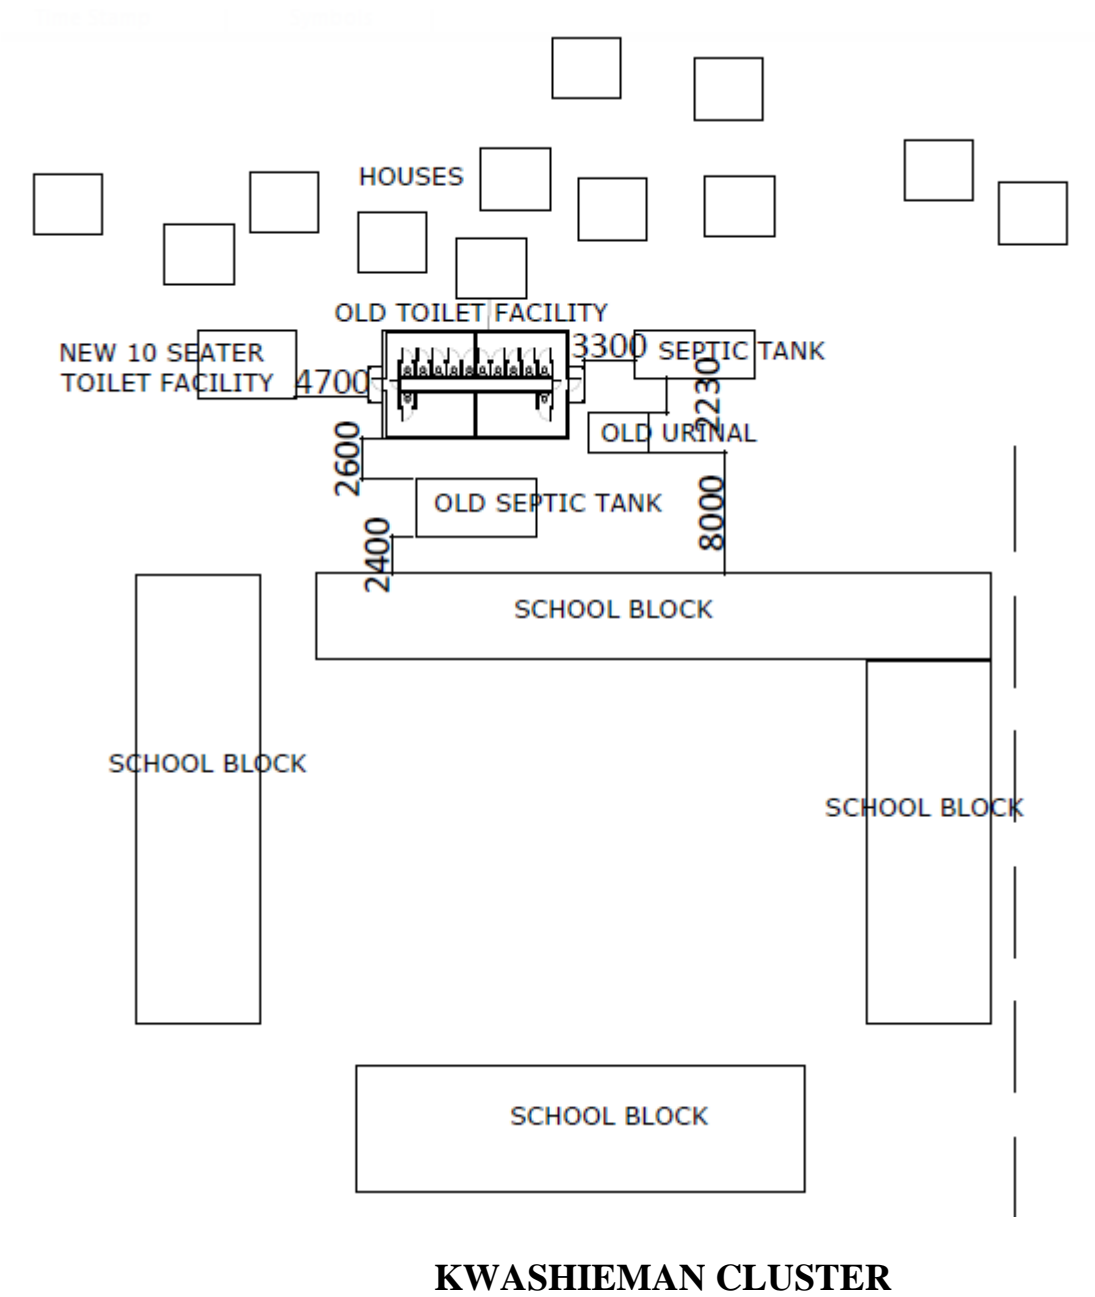 HOUSES
OLD TOILET FACILITY
NEW 10 SEATER
TOILET FACILITY
4700
3300
SEPTIC TANK
2230
OLD URINAL
2600
OLD SEPTIC TANK
8000
2400
SCHOOL BLOCK
SCHOOL BLOCK
SCHOOL BLOCK
SCHOOL BLOCK
KWASHIEMAN CLUSTER